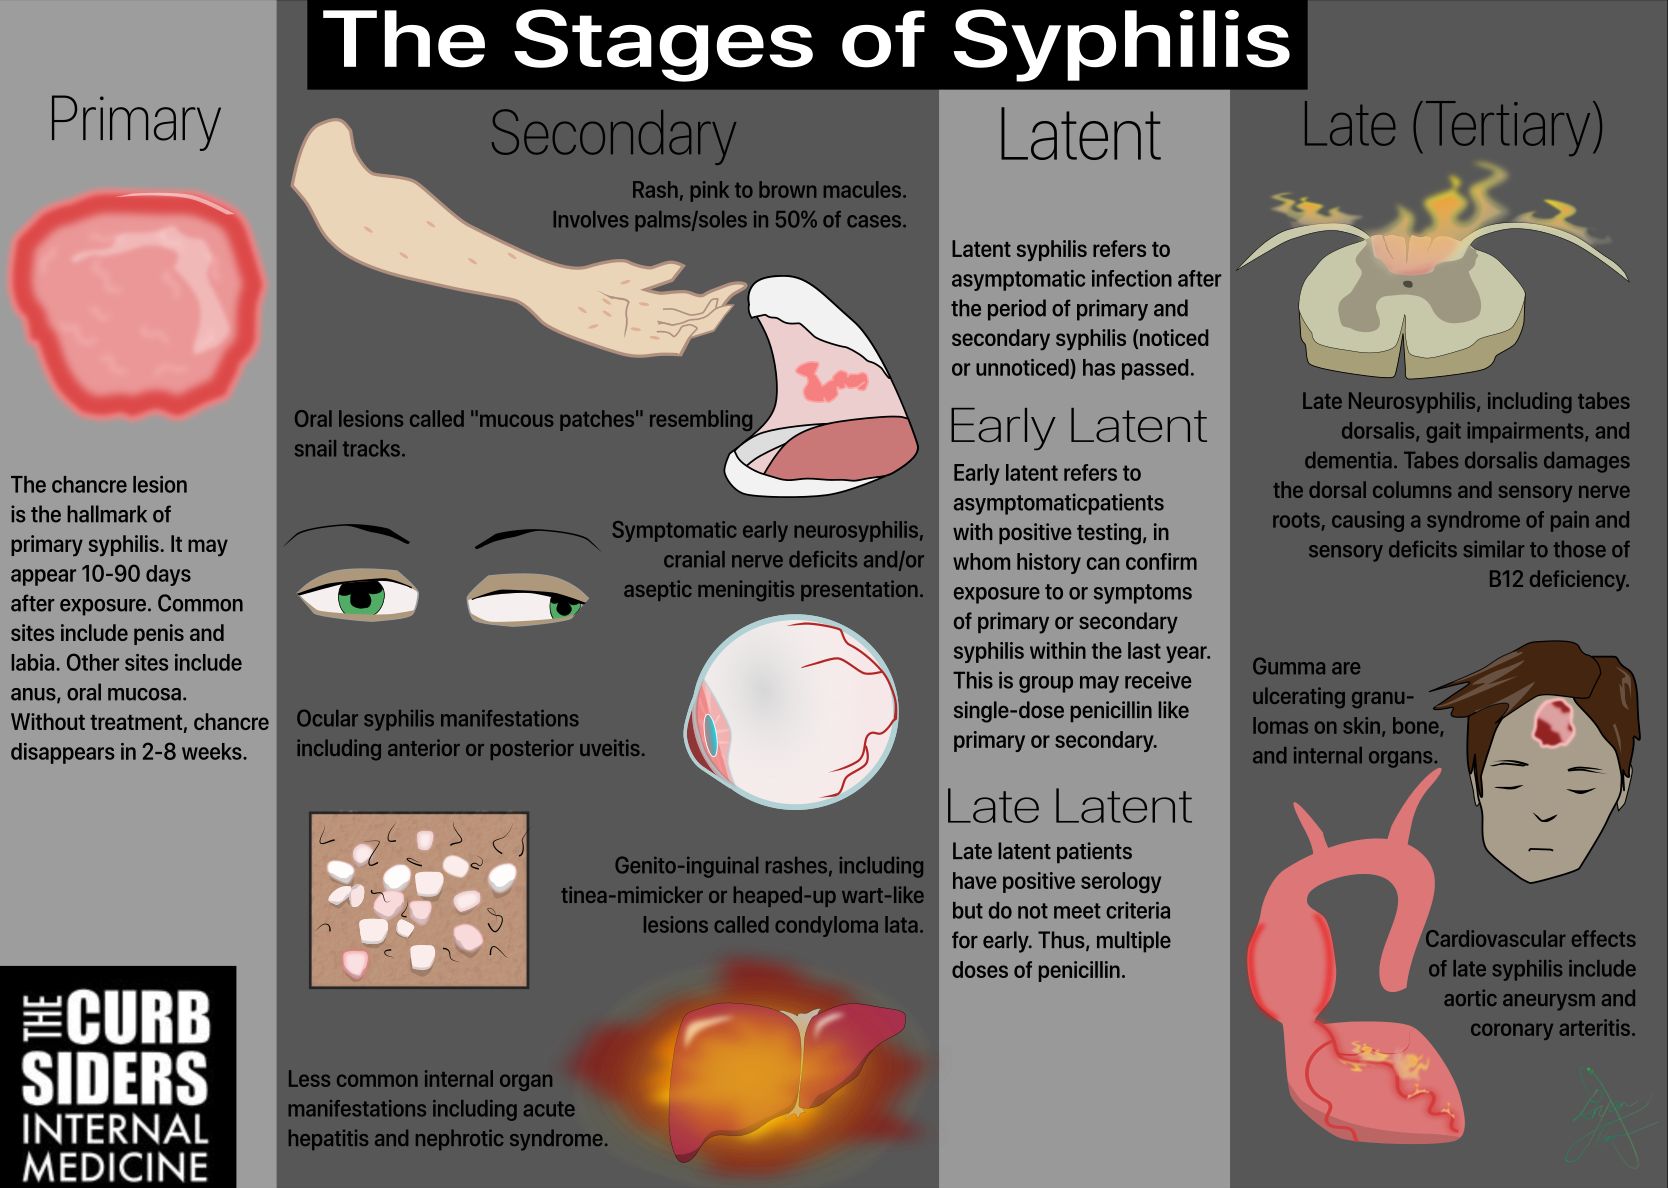 The Stages of Syphilis
Primary
The chancre lesion
is the hallmark of
primary syphilis. It may
appear 10-90 days
after exposure. Common
sites include penis and
labia. Other sites include
anus, oral mucosa.
Without treatment, chancre
disappears in 2-8 weeks.
THE CURB
SIDERS
INTERNAL
MEDICINE
Secondary
Rash, pink to brown macules.
Involves palms/soles in 50% of cases.
Oral lesions called "mucous patches" resembling
snail tracks.
Symptomatic early neurosyphilis,
cranial nerve deficits and/or
aseptic meningitis presentation.
Ocular syphilis manifestations
including anterior or posterior uveitis.
Genito-inguinal rashes, including
tinea-mimicker or heaped-up wart-like
lesions called condyloma lata.
Less common internal organ
manifestations including acute
hepatitis and nephrotic syndrome.
Latent
Latent syphilis refers to
asymptomatic infection after
the period of primary and
secondary syphilis (noticed
or unnoticed) has passed.
Early Latent
Early latent refers to
asymptomaticpatients
with positive testing, in
whom history can confirm
exposure to or symptoms
of primary or secondary
syphilis within the last year.
This is group may receive
single-dose penicillin like
primary or secondary.
Late Latent
Late latent patients
have positive serology
but do not meet criteria
for early. Thus, multiple
doses of penicillin.
Late (Tertiary)
Late Neurosyphilis, including tabes
dorsalis, gait impairments, and
dementia. Tabes dorsalis damages
the dorsal columns and sensory nerve
roots, causing a syndrome of pain and
sensory deficits similar to those of
B12 deficiency.
Gumma are
ulcerating granu-
lomas on skin, bone,
and internal organs.
Cardiovascular effects
of late syphilis include
aortic aneurysm and
coronary arteritis.